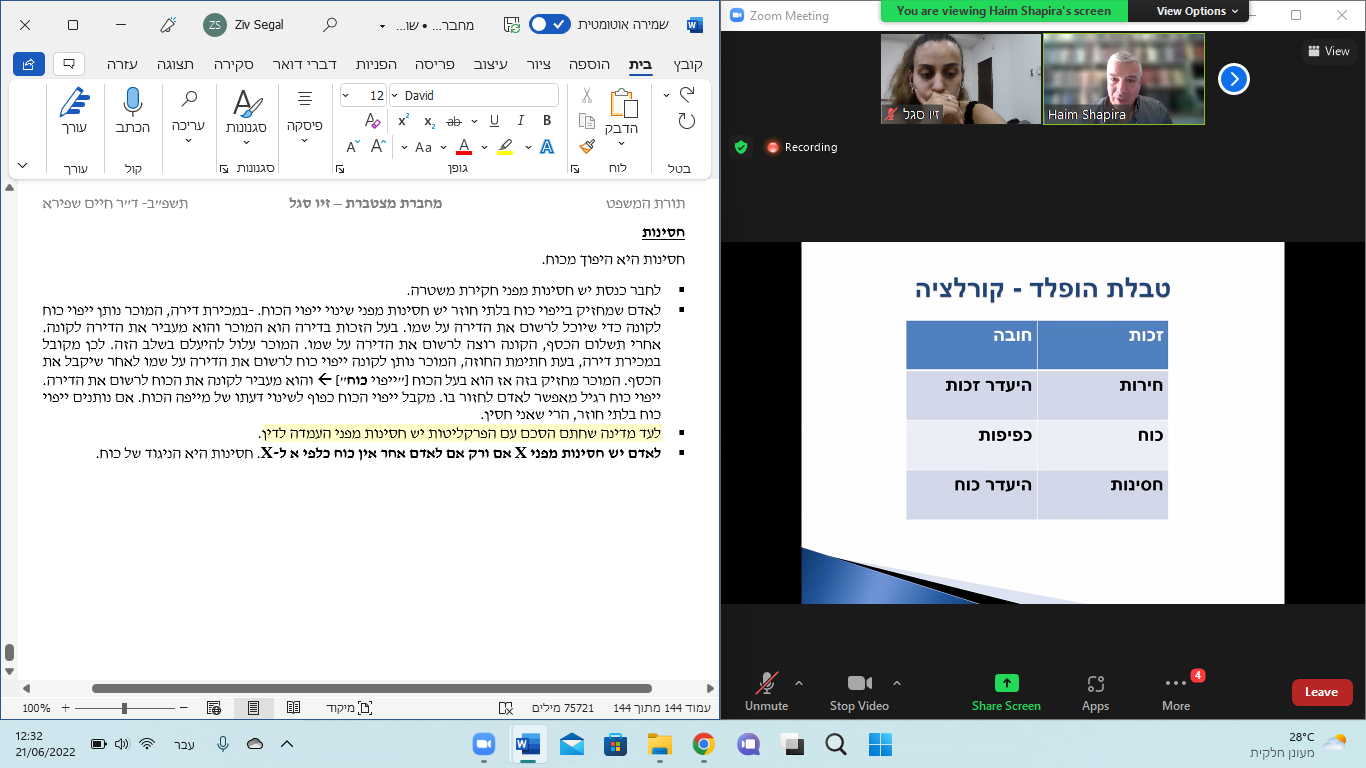 שמירה אוטומטית
מחברת... • שו...
Ziv Segal
ZS
קובץ
בית
הוספה
ציור
עיצוב
פריסה
הפניות
דברי דואר
סקירה
תצוגה
עזרה
David
12
הדבק
פיסקה
סגנונות
עריכה
הכתב
עורך
בטל
לוח
גופן
סגנונות
קול
עורך
תורת המשפט
מחברת מצטברת – זיו סגל
תשפ"ב- ד"ר חיים שפירא
חסינות
חסינות היא היפוך מכוח.
לחבר כנסת יש חסינות מפני חקירת משטרה.
לאדם שמחזיק בייפוי כוח בלתי חוזר יש חסינות מפני שינוי ייפוי הכוח. -במכירת דירה, המוכר נותן ייפוי כוח
לקונה כדי שיוכל לרשום את הדירה על שמו. בעל הזכות בדירה הוא המוכר והוא מעביר את הדירה לקונה.
אחרי תשלום הכסף, הקונה רוצה לרשום את הדירה על שמו. המוכר עלול להיעלם בשלב הזה. לכן מקובל
במכירת דירה, בעת חתימת החוזה, המוכר נותן לקונה ייפוי כוח לרשום את הדירה על שמו לאחר שיקבל את
הכסף. המוכר מחזיק בזה אז הוא בעל הכוח ["ייפוי כוח"] ← והוא מעביר לקונה את הכוח לרשום את הדירה.
ייפוי כוח רגיל מאפשר לאדם לחזור בו. מקבל ייפוי הכוח כפוף לשינוי דעתו של מייפה הכוח. אם נותנים ייפוי
כוח בלתי חוזר, הרי שאני חסין.
לעד מדינה שחתם הסכם עם הפרקליטות יש חסינות מפני העמדה לדין.
לאדם יש חסינות מפני X אם ורק אם לאדם אחר אין כוח כלפי א ל-X. חסינות היא הניגוד של כוח.
עמוד 144 מתוך 144
75721 מילים
מיקוד
100%
Zoom Meeting
You are viewing Haim Shapira's screen
View Options
View
זיו סגל
Haim Shapira
Recording
טבלת הופלד - קורלציה
זכות
חובה
חירות
היעדר זכות
כוח
כפיפות
חסינות
היעדר כוח
Unmute
Stop Video
Share Screen
Apps
More
4
Leave
12:32
21/06/2022
עבר
28°C
מעונן חלקית